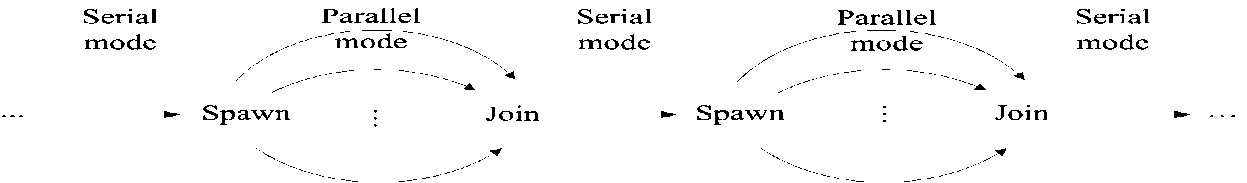 Serial
mode
Parallel
mode
Serial
mode
Parallel
mode
Serial
mode
... Spawn ⋮ Join Spawn ⋮ Join ...